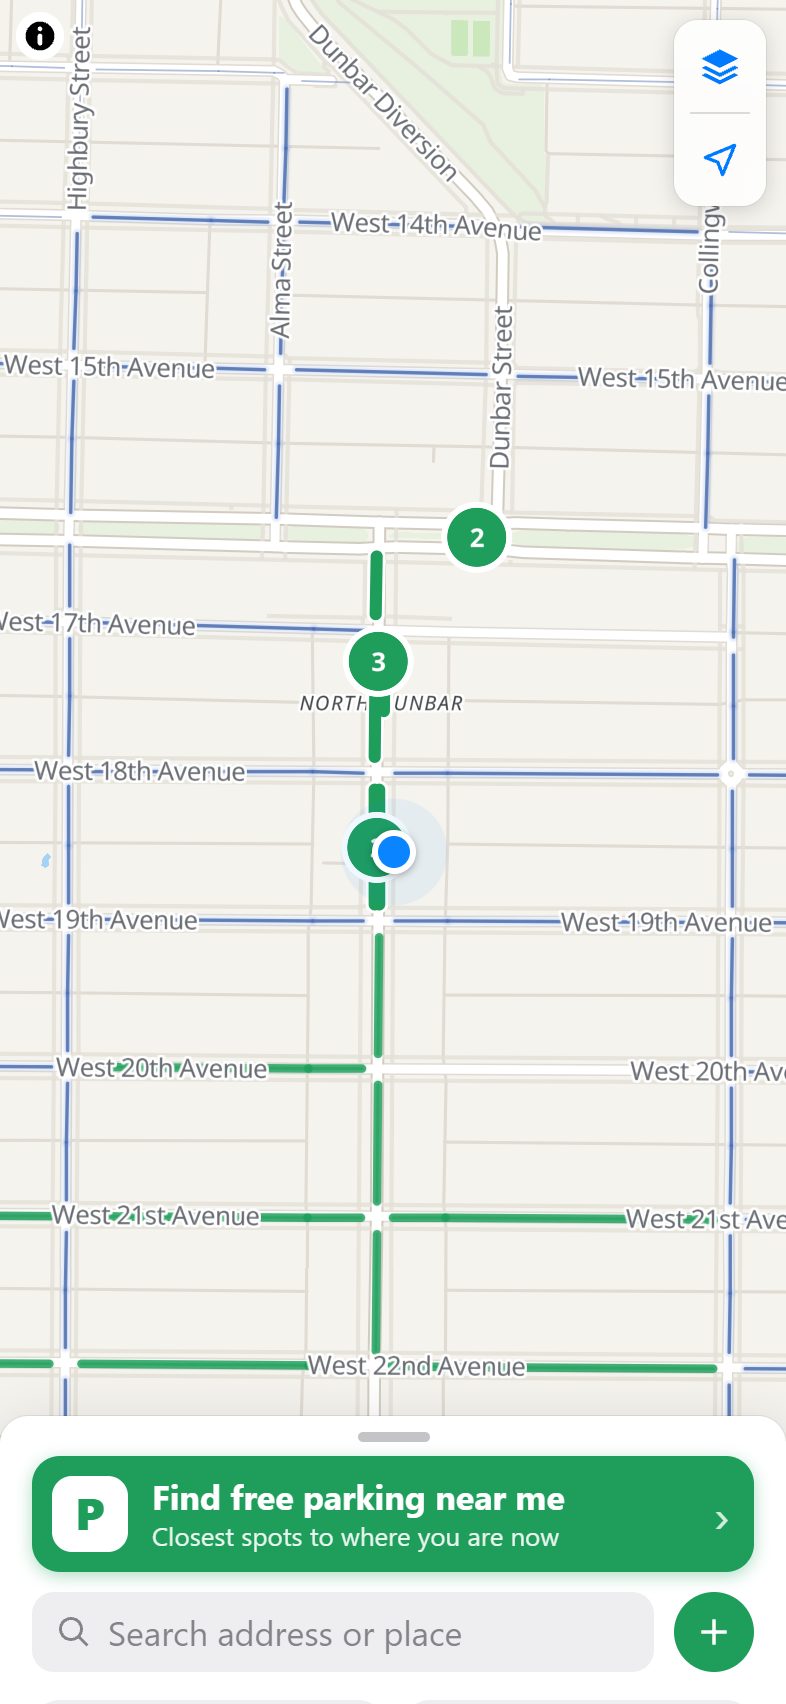 Highbury Street
Dunbar Diversion
Alma Street
West 14th Avenue
Dunbar Street
West 15th Avenue
West 15th Avenue
2
West 17th Avenue
3
NORTH UNBAR
West 18th Avenue
West 19th Avenue
West 19th Avenue
West 20th Avenue
West 20th Ave
West 21st Avenue
West 21st Ave
West 22nd Avenue
P
Find free parking near me
Closest spots to where you are now
Search address or place